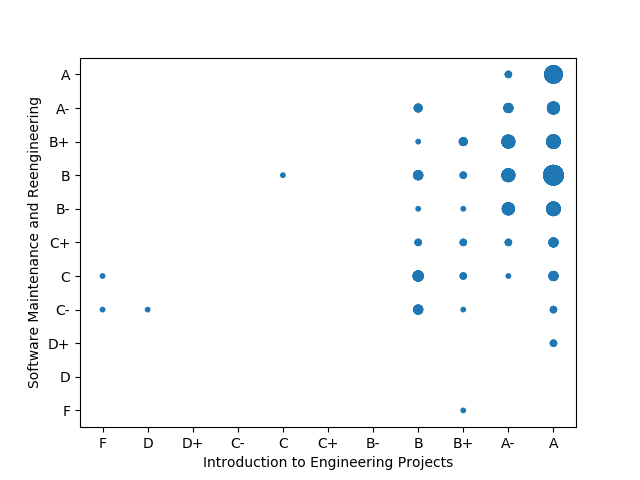 Software Maintenance and Reengineering
A
A-
B+
B
B-
C+
C
C-
D+
D
F
F D D+ C- C C+ B- B B+ A- A
Introduction to Engineering Projects